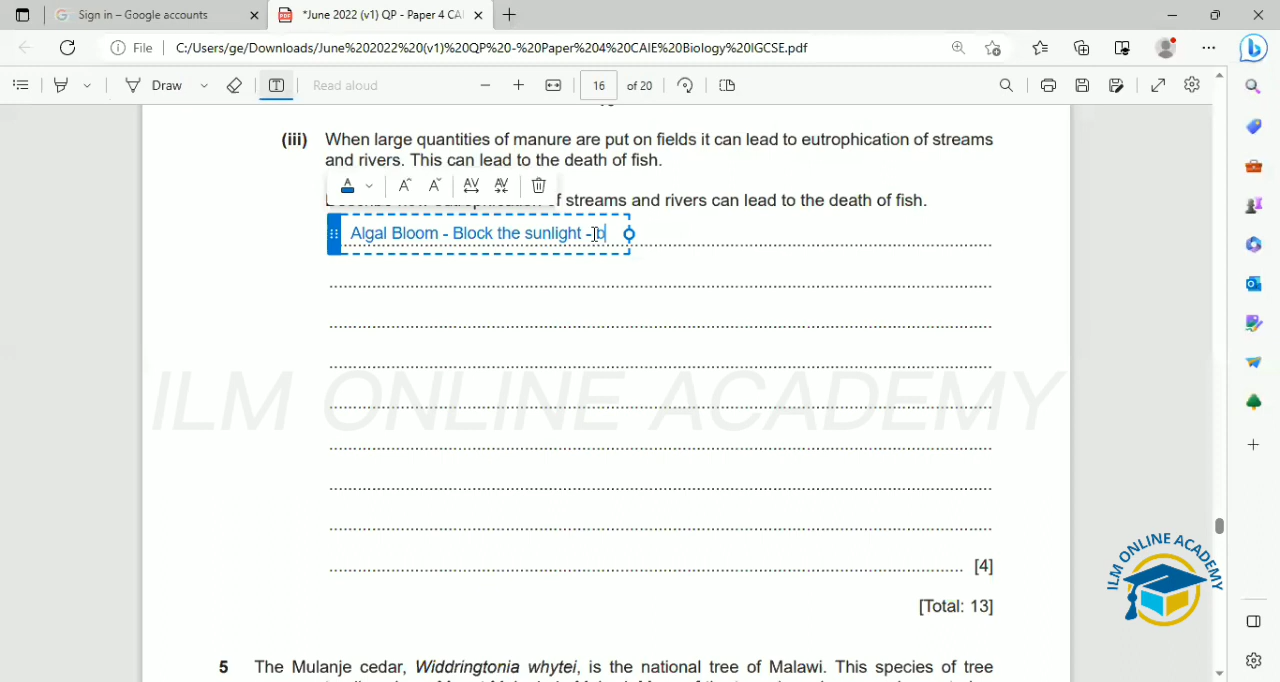 Sign in – Google accounts
*June 2022 (v1) QP - Paper 4 CAI
File
C:/Users/ge/Downloads/June%202022%20(v1)%20QP%20-%20Paper%204%20CAIE%20Biology%20IGCSE.pdf
Draw
Read aloud
16
of 20
(iii) When large quantities of manure are put on fields it can lead to eutrophication of streams
and rivers. This can lead to the death of fish.
f streams and rivers can lead to the death of fish.
Algal Bloom - Block the sunlight - b
ILM ONLINE ACADEMY
ILM ONLINE ACADEMY
[4]
[Total: 13]
5 The Mulanje cedar, Widdringtonia whytei, is the national tree of Malawi. This species of tree